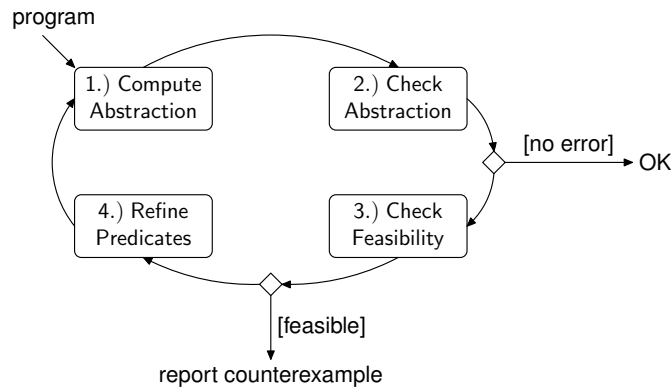 program
1.) Compute
Abstraction
2.) Check
Abstraction
[no error]
OK
4.) Refine
Predicates
3.) Check
Feasibility
[feasible]
report counterexample